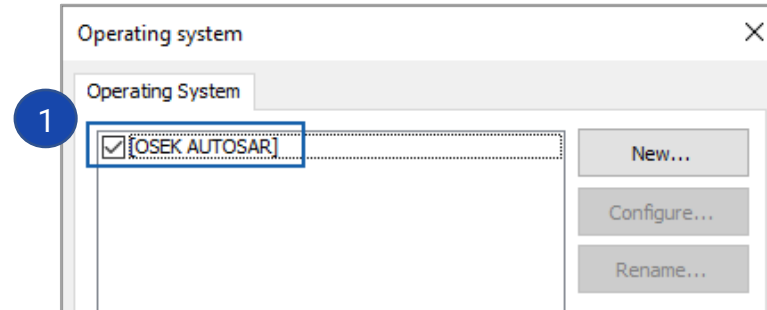 Operating system
Operating System
1
[OSEK AUTOSAR]
New...
Configure...
Rename...